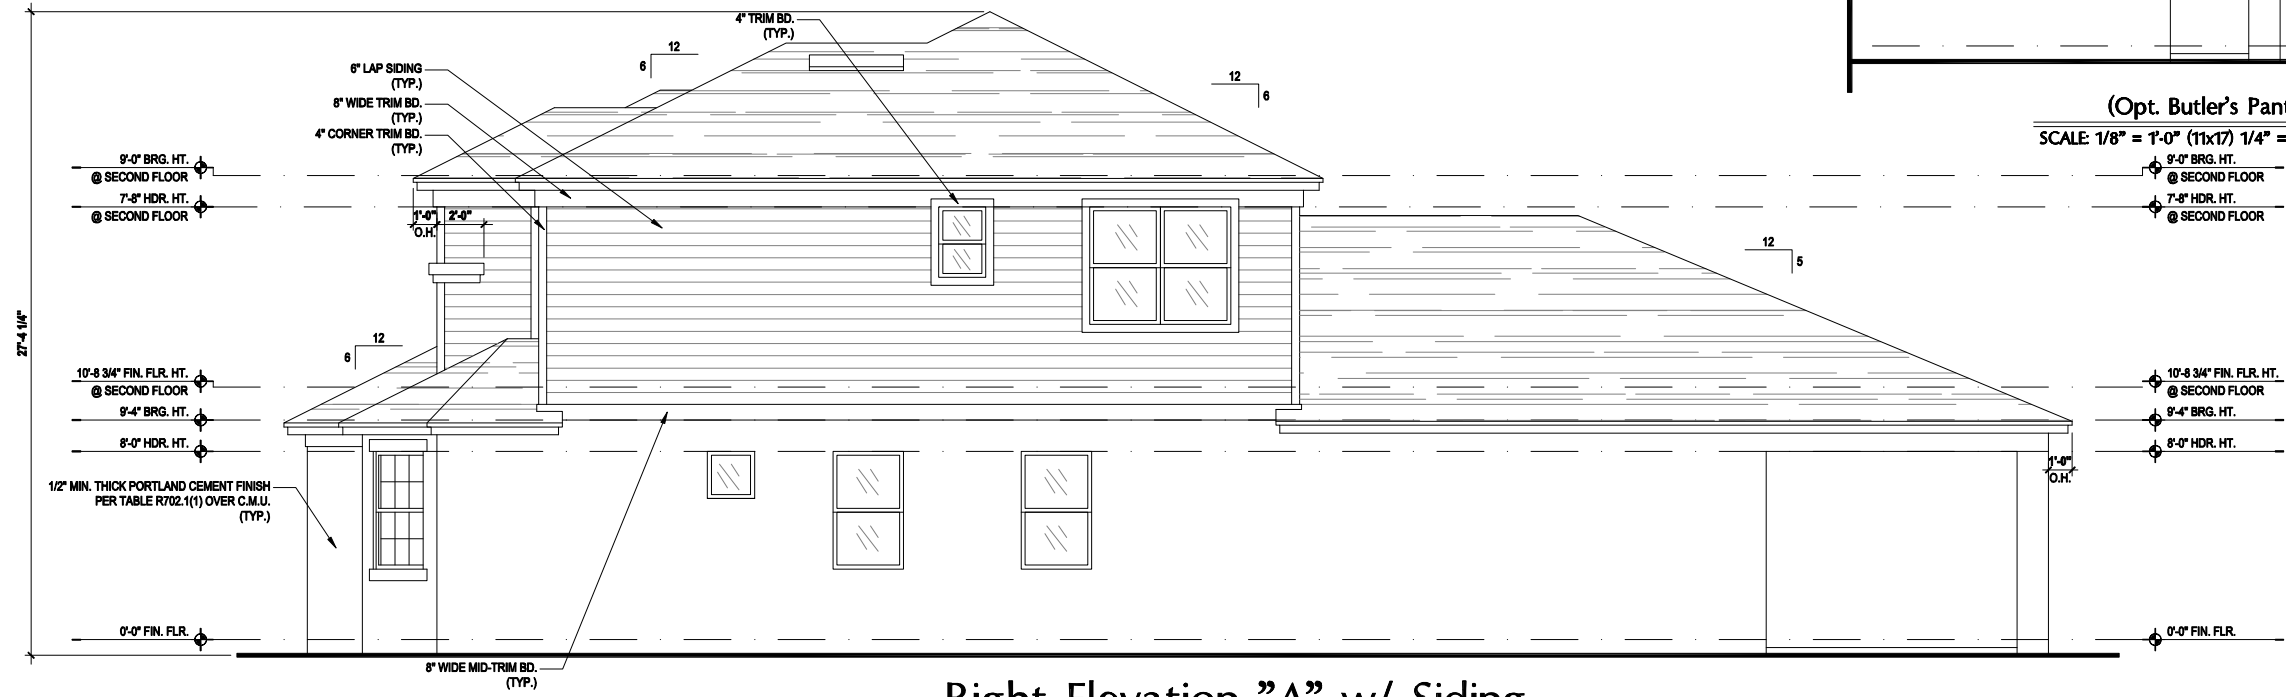 4" TRIM BD.
(TYP.)
12
6
6" LAP SIDING
(TYP.)
8" WIDE TRIM BD.
(TYP.)
4" CORNER TRIM BD.
(TYP.)
12
6
(Opt. Butler's Pant
SCALE: 1/8" = 1'-0" (11x17) 1/4" =
9'-0" BRG. HT.
@ SECOND FLOOR
7'-8" HDR. HT.
@ SECOND FLOOR
1'-0"
O.H.
2'-0"
9'-0" BRG. HT.
@ SECOND FLOOR
7'-8" HDR. HT.
@ SECOND FLOOR
12
5
27'-4 1/4"
12
6
10'-8 3/4" FIN. FLR. HT.
@ SECOND FLOOR
9'-4" BRG. HT.
8'-0" HDR. HT.
10'-8 3/4" FIN. FLR. HT.
@ SECOND FLOOR
9'-4" BRG. HT.
8'-0" HDR. HT.
1'-0"
O.H.
1/2" MIN. THICK PORTLAND CEMENT FINISH
PER TABLE R702.1(1) OVER C.M.U.
(TYP.)
0'-0" FIN. FLR.
0'-0" FIN. FLR.
8" WIDE MID-TRIM BD.
(TYP.)
Right Elevation "A" w/ Siding